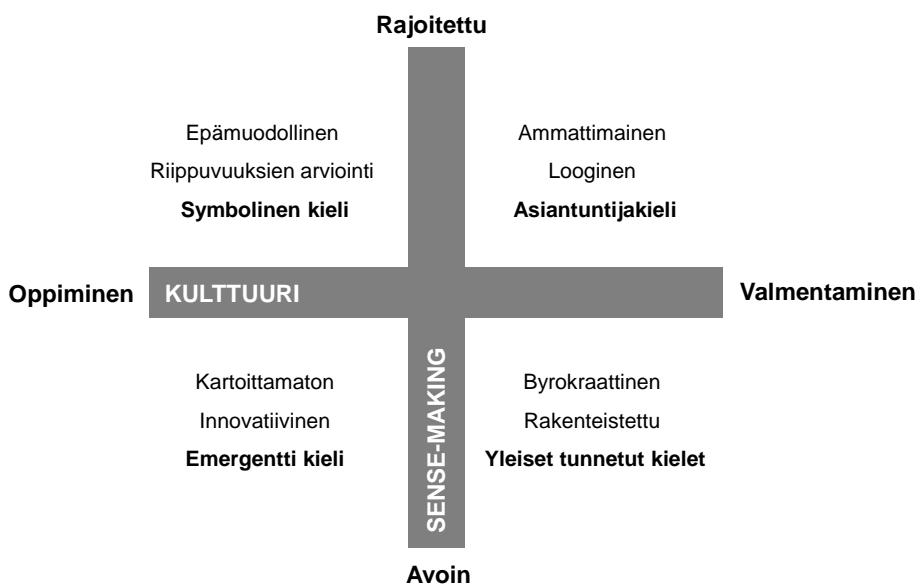 Rajoitettu
Epämuodollinen
Riippuvuuksien arviointi
Symbolinen kieli
Ammattimainen
Looginen
Asiantuntijakieli
Oppiminen
KULTTUURI
Valmentaminen
Kartoittamaton
Innovatiivinen
Emergentti kieli
SENSE-MAKING
Byrokraattinen
Rakenteistettu
Yleiset tunnetut kielet
Avoin